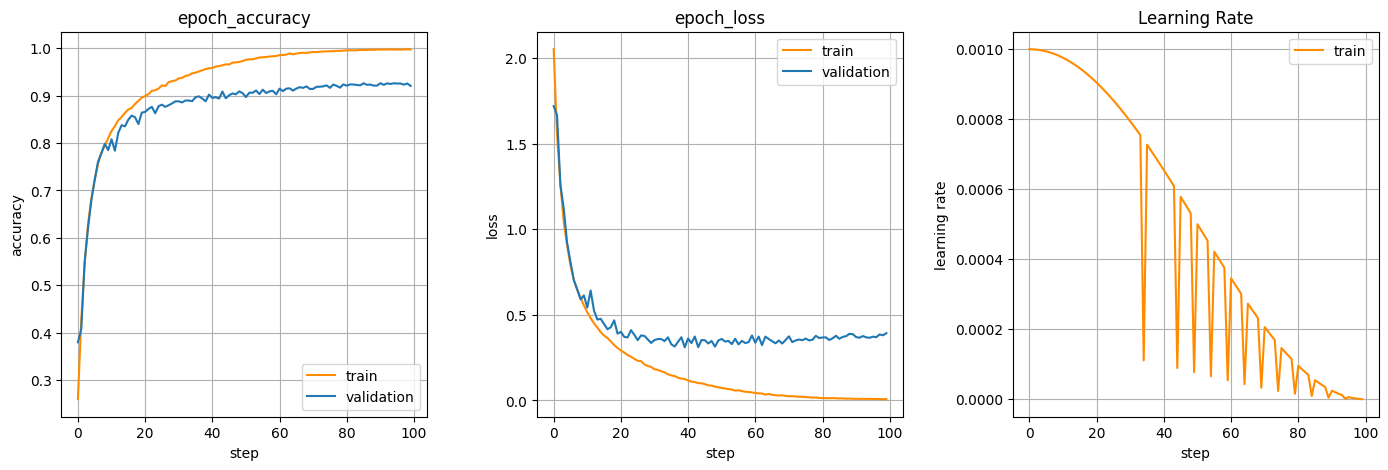 epoch_accuracy
accuracy
1.0
0.9
0.8
0.7
0.6
0.5
0.4
0.3
0 20 40 60 80 100
step
train
validation
epoch_loss
loss
2.0
1.5
1.0
0.5
0.0
0 20 40 60 80 100
step
train
validation
Learning Rate
learning rate
0.0010
0.0008
0.0006
0.0004
0.0002
0.0000
0 20 40 60 80 100
step
train